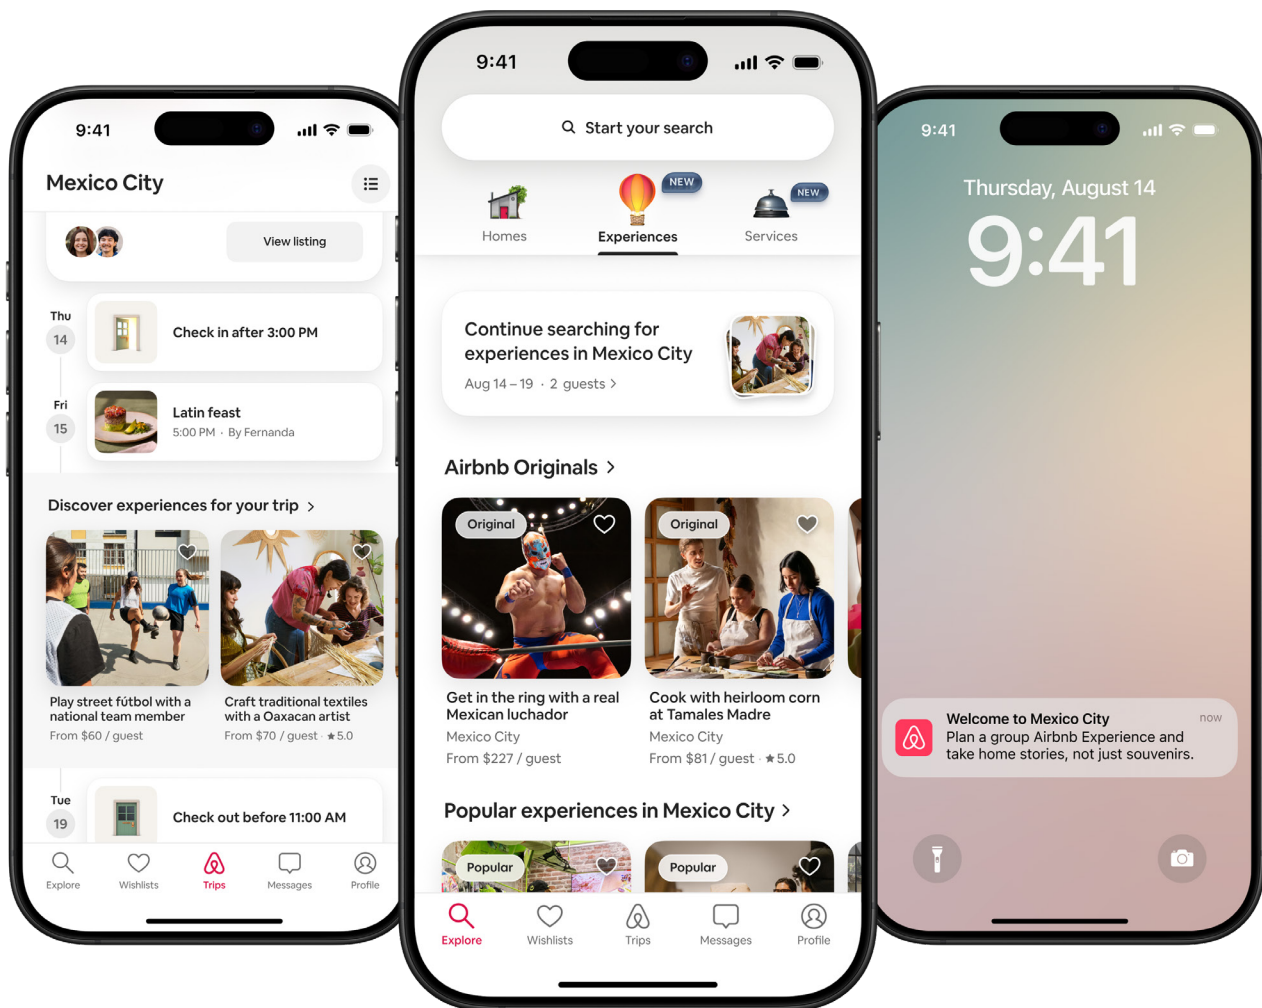 9:41
Mexico City
View listing
Thu
14
Check in after 3:00 PM
Fri
15
Latin feast
5:00 PM · By Fernanda
Discover experiences for your trip >
Play street fútbol with a
national team member
From $60 / guest
Craft traditional textiles
with a Oaxacan artist
From $70 / guest · ★5.0
Tue
19
Check out before 11:00 AM
Explore
Wishlists
Trips
Messages
Profile
9:41
Start your search
Homes
NEW
Experiences
NEW
Services
Continue searching for
experiences in Mexico City
Aug 14 – 19 · 2 guests >
Airbnb Originals >
Original
Get in the ring with a real
Mexican luchador
Mexico City
From $227 / guest
Original
Cook with heirloom corn
at Tamales Madre
Mexico City
From $81 / guest · ★5.0
Popular experiences in Mexico City >
Popular
Popular
Explore
Wishlists
Trips
Messages
Profile
9:41
Thursday, August 14
9:41
Welcome to Mexico City
now
Plan a group Airbnb Experience and
take home stories, not just souvenirs.